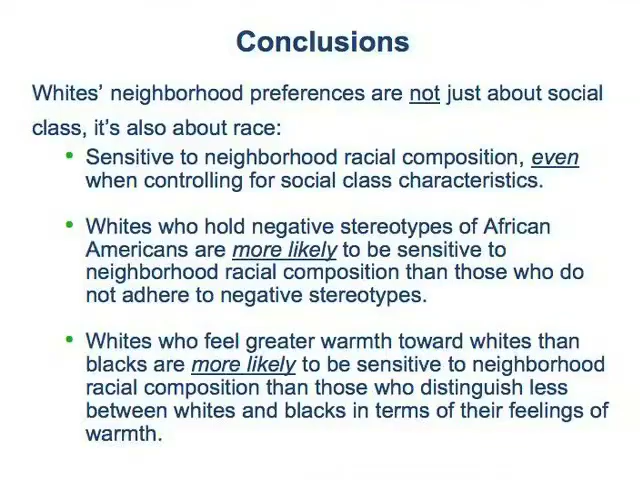 Conclusions
Whites' neighborhood preferences are not just about social
class, it's also about race:
• Sensitive to neighborhood racial composition, even
when controlling for social class characteristics.
• Whites who hold negative stereotypes of African
Americans are more likely to be sensitive to
neighborhood racial composition than those who do
not adhere to negative stereotypes.
• Whites who feel greater warmth toward whites than
blacks are more likely to be sensitive to neighborhood
racial composition than those who distinguish less
between whites and blacks in terms of their feelings of
warmth.